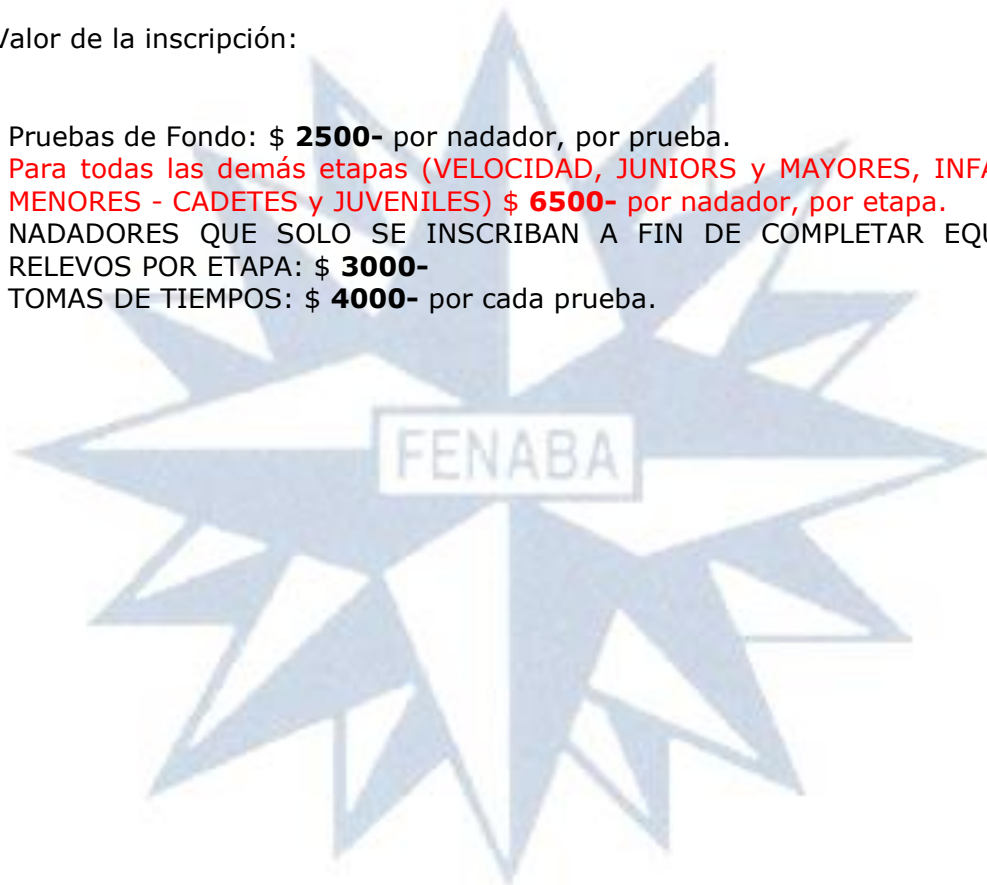 Valor de la inscripción:
Pruebas de Fondo: $ 2500- por nadador, por prueba.
Para todas las demás etapas (VELOCIDAD, JUNIORS y MAYORES, INFA
MENORES - CADETES y JUVENILES) $ 6500- por nadador, por etapa.
NADADORES QUE SOLO SE INSCRIBAN A FIN DE COMPLETAR EQU
RELEVOS POR ETAPA: $ 3000-
TOMAS DE TIEMPOS: $ 4000- por cada prueba.
FENABA